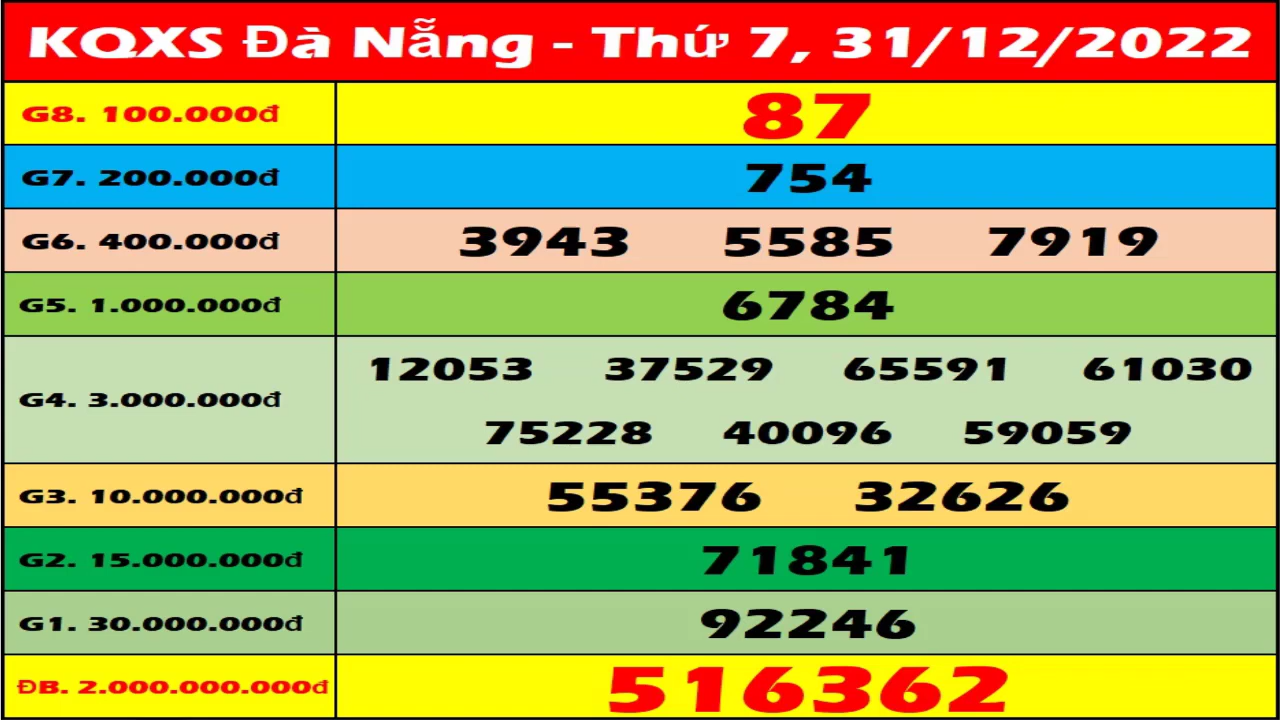 KQXS Đà Nẵng - Thứ 7, 31/12/2022
G8. 100.000đ 87
G7. 200.000đ 754
G6. 400.000đ 3943 5585 7919
G5. 1.000.000đ 6784
G4. 3.000.000đ 12053 37529 65591 61030
75228 40096 59059
G3. 10.000.000đ 55376 32626
G2. 15.000.000đ 71841
G1. 30.000.000đ 92246
ĐB. 2.000.000.000đ 516362